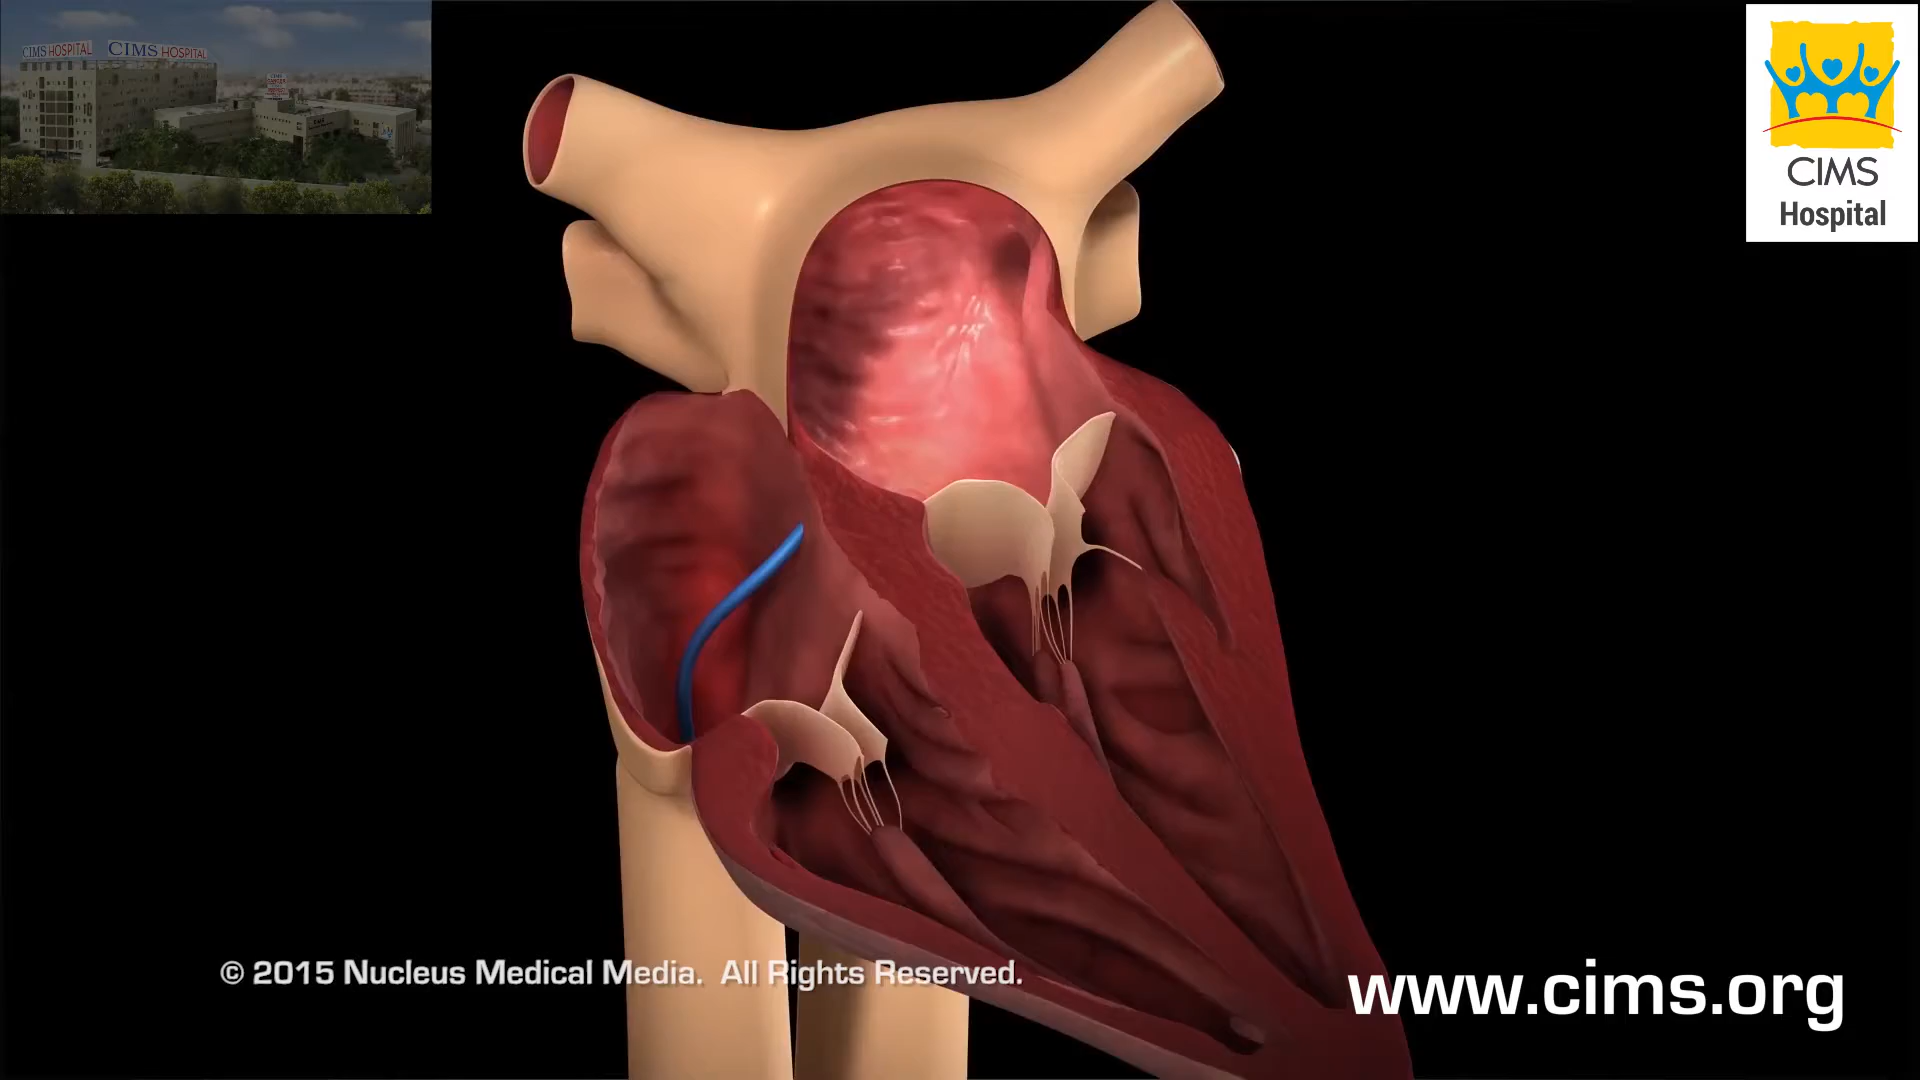 CIMS HOSPITAL CIMS HOSPITAL
CIMS
Hospital
© 2015 Nucleus Medical Media. All Rights Reserved.
www.cims.org